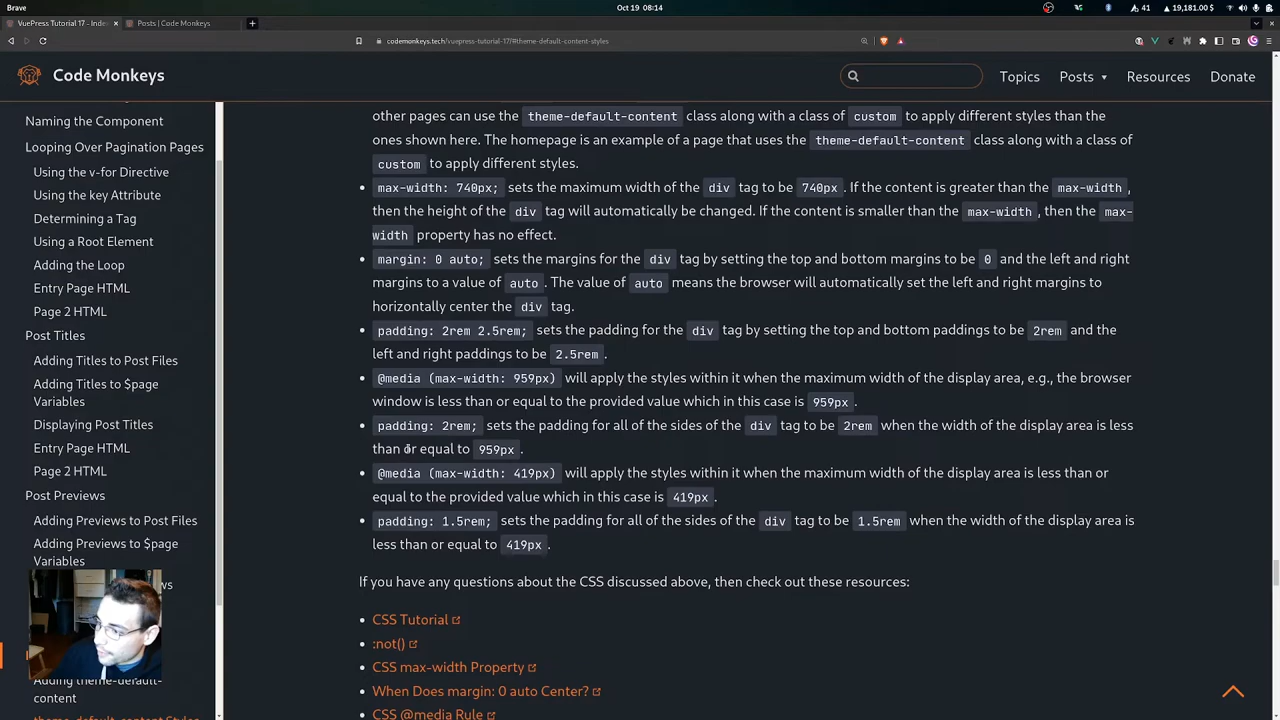 Brave
Oct 19 08:14
41
19,181.00 $
VuePress Tutorial 17 - Inde
Posts | Code Monkeys
codemonkeys.tech/vuepress-tutorial-17/#theme-default-content-styles
Code Monkeys
Topics
Posts
Resources
Donate
Naming the Component
Looping Over Pagination Pages
Using the v-for Directive
Using the key Attribute
Determining a Tag
Using a Root Element
Adding the Loop
Entry Page HTML
Page 2 HTML
Post Titles
Adding Titles to Post Files
Adding Titles to $page
Variables
Displaying Post Titles
Entry Page HTML
Page 2 HTML
Post Previews
Adding Previews to Post Files
Adding Previews to $page
Variables
ws
Adding theme-default-
content
theme-default-content Styles
other pages can use the theme-default-content class along with a class of custom to apply different styles than the
ones shown here. The homepage is an example of a page that uses the theme-default-content class along with a class of
custom to apply different styles.
• max-width: 740px; sets the maximum width of the div tag to be 740px. If the content is greater than the max-width,
then the height of the div tag will automatically be changed. If the content is smaller than the max-width, then the max-
width property has no effect.
• margin: 0 auto; sets the margins for the div tag by setting the top and bottom margins to be 0 and the left and right
margins to a value of auto. The value of auto means the browser will automatically set the left and right margins to
horizontally center the div tag.
• padding: 2rem 2.5rem; sets the padding for the div tag by setting the top and bottom paddings to be 2rem and the
left and right paddings to be 2.5rem.
• @media (max-width: 959px) will apply the styles within it when the maximum width of the display area, e.g., the browser
window is less than or equal to the provided value which in this case is 959px.
• padding: 2rem; sets the padding for all of the sides of the div tag to be 2rem when the width of the display area is less
than or equal to 959px.
• @media (max-width: 419px) will apply the styles within it when the maximum width of the display area is less than or
equal to the provided value which in this case is 419px.
• padding: 1.5rem; sets the padding for all of the sides of the div tag to be 1.5rem when the width of the display area is
less than or equal to 419px.
If you have any questions about the CSS discussed above, then check out these resources:
• CSS Tutorial
• :not()
• CSS max-width Property
• When Does margin: 0 auto Center?
• CSS @media Rule